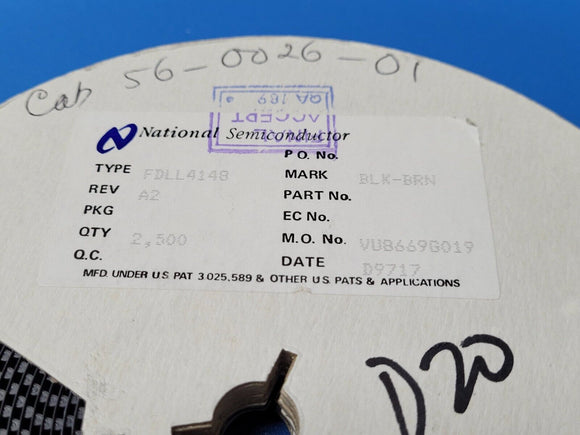 Cab 56-0026-01
QA 189
ACCEPT
National Semiconductor
P.O. No.
TYPE FDLL4148 MARK BLK-BRN
REV A2 PART No.
PKG EC No.
QTY 2,500 M.O. No. VU8669G019
Q.C. DATE D9717
MFD. UNDER U.S. PAT 3.025,589 & OTHER U.S. PATS & APPLICATIONS
D20